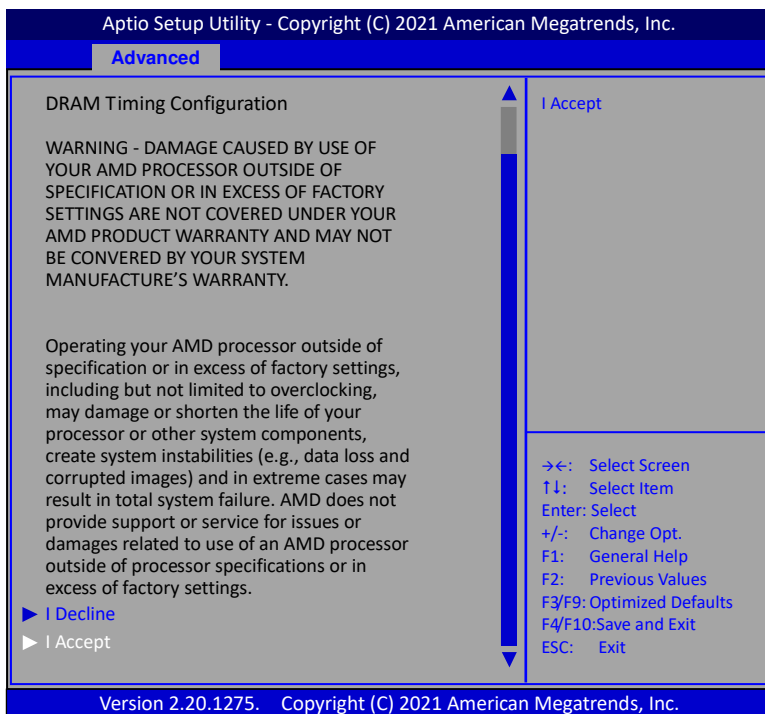 Aptio Setup Utility - Copyright (C) 2021 American Megatrends, Inc.
Advanced
DRAM Timing Configuration
WARNING - DAMAGE CAUSED BY USE OF
YOUR AMD PROCESSOR OUTSIDE OF
SPECIFICATION OR IN EXCESS OF FACTORY
SETTINGS ARE NOT COVERED UNDER YOUR
AMD PRODUCT WARRANTY AND MAY NOT
BE CONVERED BY YOUR SYSTEM
MANUFACTURE’S WARRANTY.
Operating your AMD processor outside of
specification or in excess of factory settings,
including but not limited to overclocking,
may damage or shorten the life of your
processor or other system components,
create system instabilities (e.g., data loss and
corrupted images) and in extreme cases may
result in total system failure. AMD does not
provide support or service for issues or
damages related to use of an AMD processor
outside of processor specifications or in
excess of factory settings.
▶ I Decline
▶ I Accept
I Accept
→←: Select Screen
↑↓: Select Item
Enter: Select
+/-: Change Opt.
F1: General Help
F2: Previous Values
F3/F9: Optimized Defaults
F4/F10:Save and Exit
ESC: Exit
Version 2.20.1275. Copyright (C) 2021 American Megatrends, Inc.